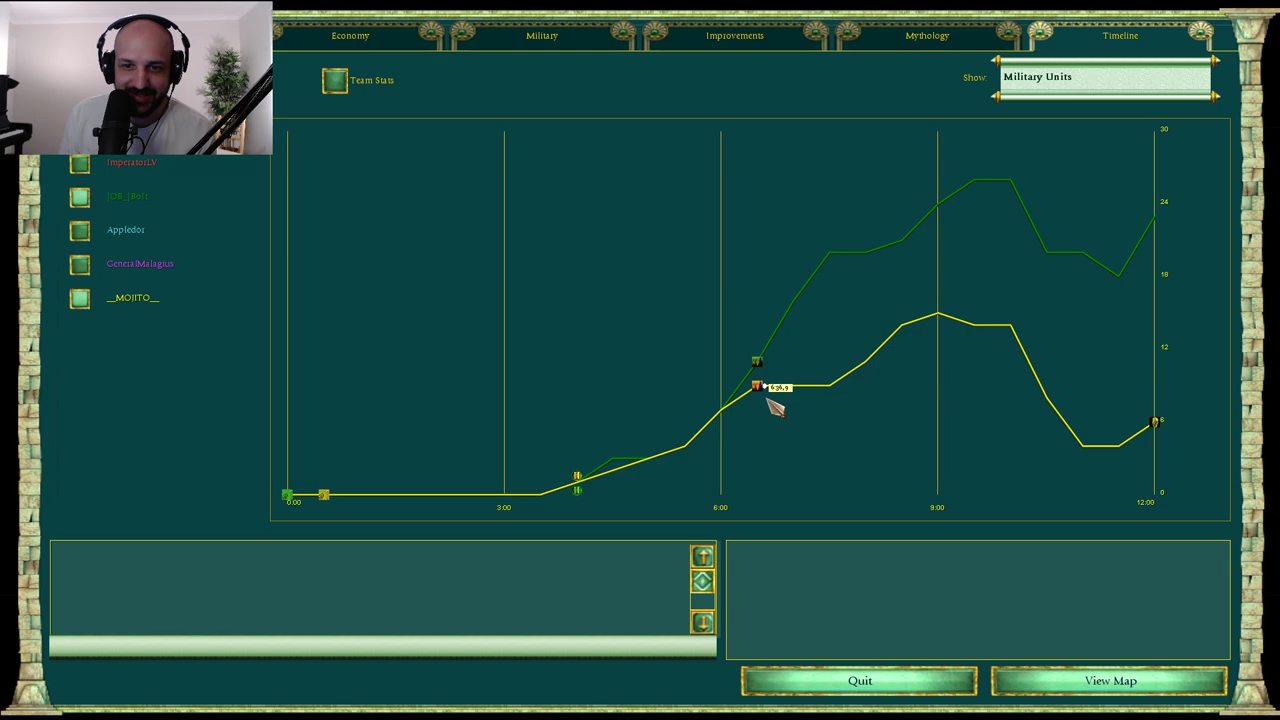 Economy
Military
Improvements
Mythology
Timeline
Team Stats
Show:
Military Units
ImperatorLV
Appledor
GeneralMalagius
__MOJITO__
30
24
18
12
6
0
0:00
3:00
6:00
9:00
12:00
Quit
View Map